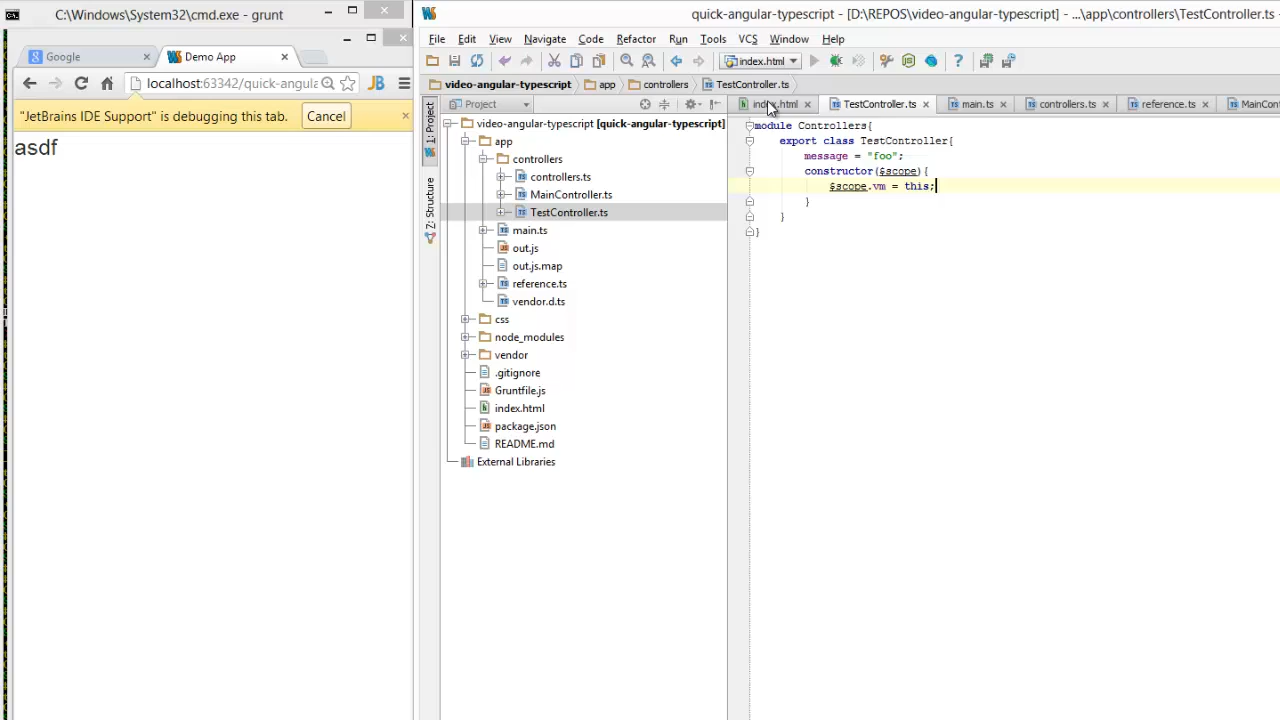 C:\Windows\System32\cmd.exe - grunt
quick-angular-typescript - [D:\REPOS\video-angular-typescript] - ...\app\controllers\TestController.ts -
Google
Demo App
localhost:63342/quick-angula
JB
"JetBrains IDE Support" is debugging this tab.
Cancel
asdf
File Edit View Navigate Code Refactor Run Tools VCS Window Help
index.html
video-angular-typescript app controllers TestController.ts
1: Project
Z: Structure
Project
video-angular-typescript [quick-angular-typescript]
app
controllers
controllers.ts
MainController.ts
TestController.ts
main.ts
out.js
out.js.map
reference.ts
vendor.d.ts
css
node_modules
vendor
.gitignore
Gruntfile.js
index.html
package.json
README.md
External Libraries
index.html TestController.ts main.ts controllers.ts reference.ts MainCon
module Controllers{
export class TestController{
message = "foo";
constructor($scope){
$scope.vm = this;
}
}
}